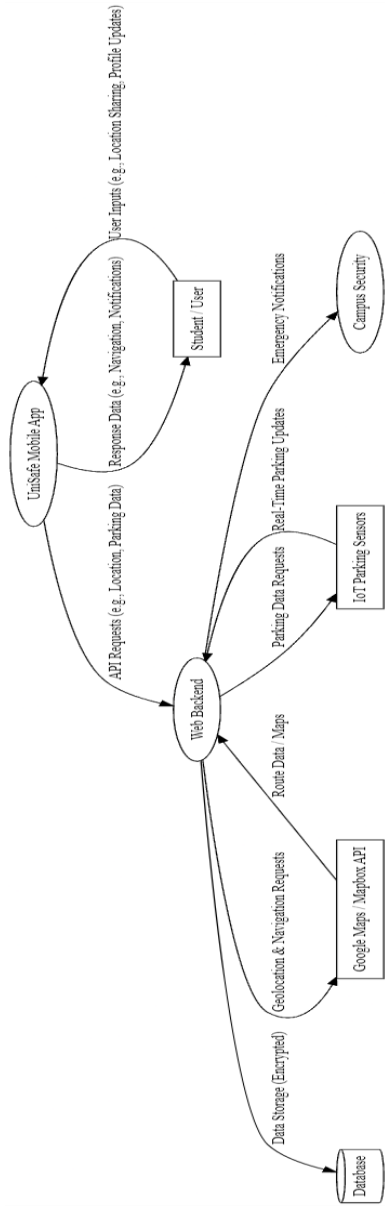 UniSafe Mobile App
User Inputs (e.g., Location Sharing, Profile Updates)
Response Data (e.g., Navigation, Notifications)
Student / User
API Requests (e.g., Location, Parking Data)
Web Backend
Data Storage (Encrypted)
Geolocation & Navigation Requests
Route Data / Maps
Parking Data Requests
Real-Time Parking Updates
Emergency Notifications
Database
Google Maps / Mapbox API
IoT Parking Sensors
Campus Security